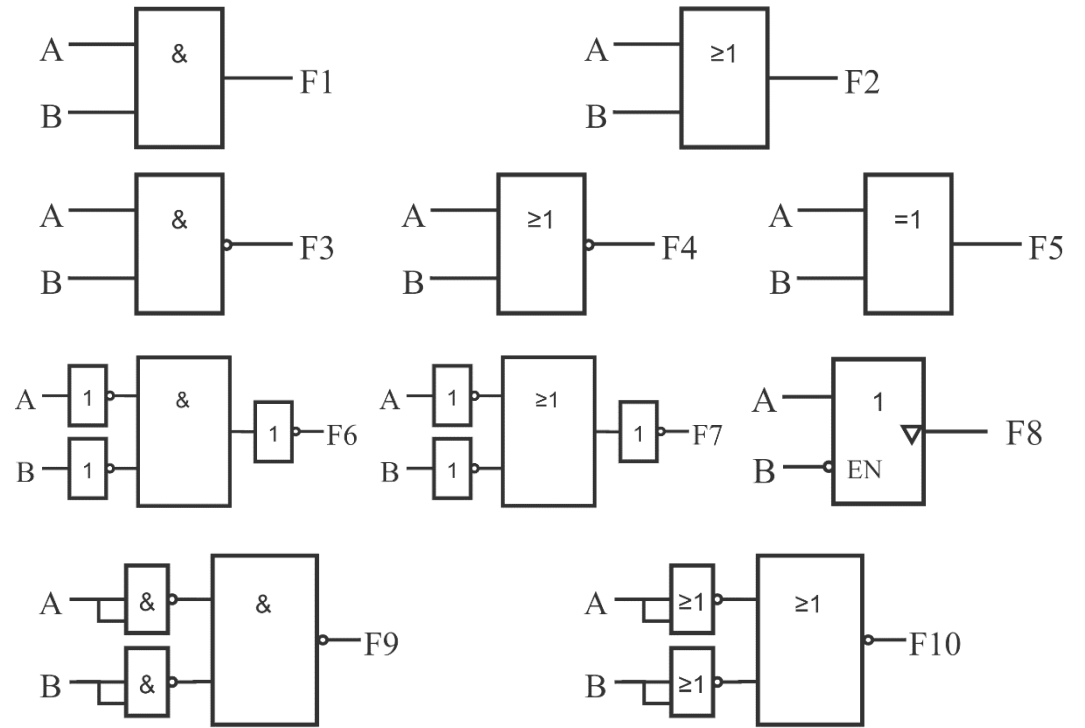 A & F1
B
A ≥1 F2
B
A & F3
B
A ≥1 F4
B
A =1 F5
B
A 1 & 1 F6
B 1
A 1 ≥1 1 F7
B 1
A 1 F8
B EN
A & & F9
B &
A ≥1 ≥1 F10
B ≥1